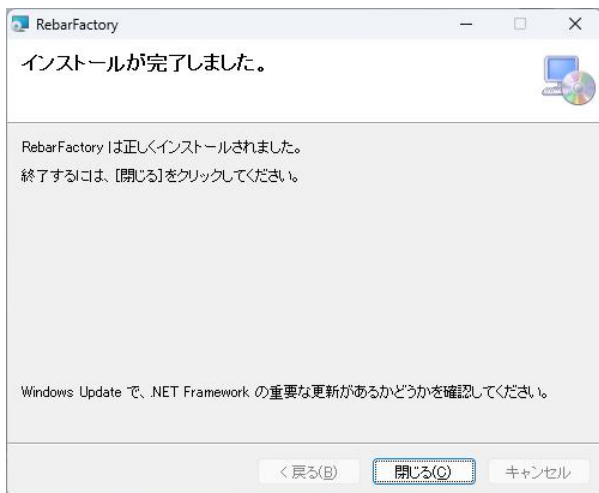 RebarFactory
インストールが完了しました。
RebarFactory は正しくインストールされました。
終了するには、[閉じる]をクリックしてください。
Windows Update で、.NET Framework の重要な更新があるかどうかを確認してください。
< 戻る(B)
閉じる(C)
キャンセル